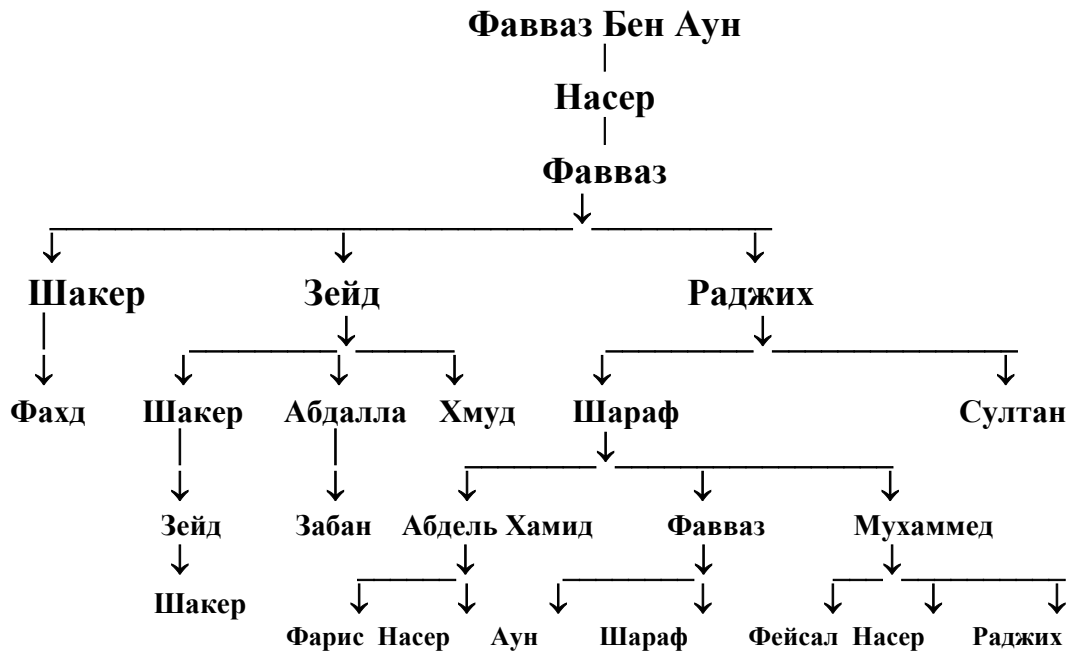 Фавваз Бен Аун
Насер
Фавваз
Шакер Зейд Раджих
Фахд Шакер Абдалла Хмуд Шараф Султан
Зейд Забан Абдель Хамид Фавваз Мухаммед
Шакер
Фарис Насер Аун Шараф Фейсал Насер Раджих